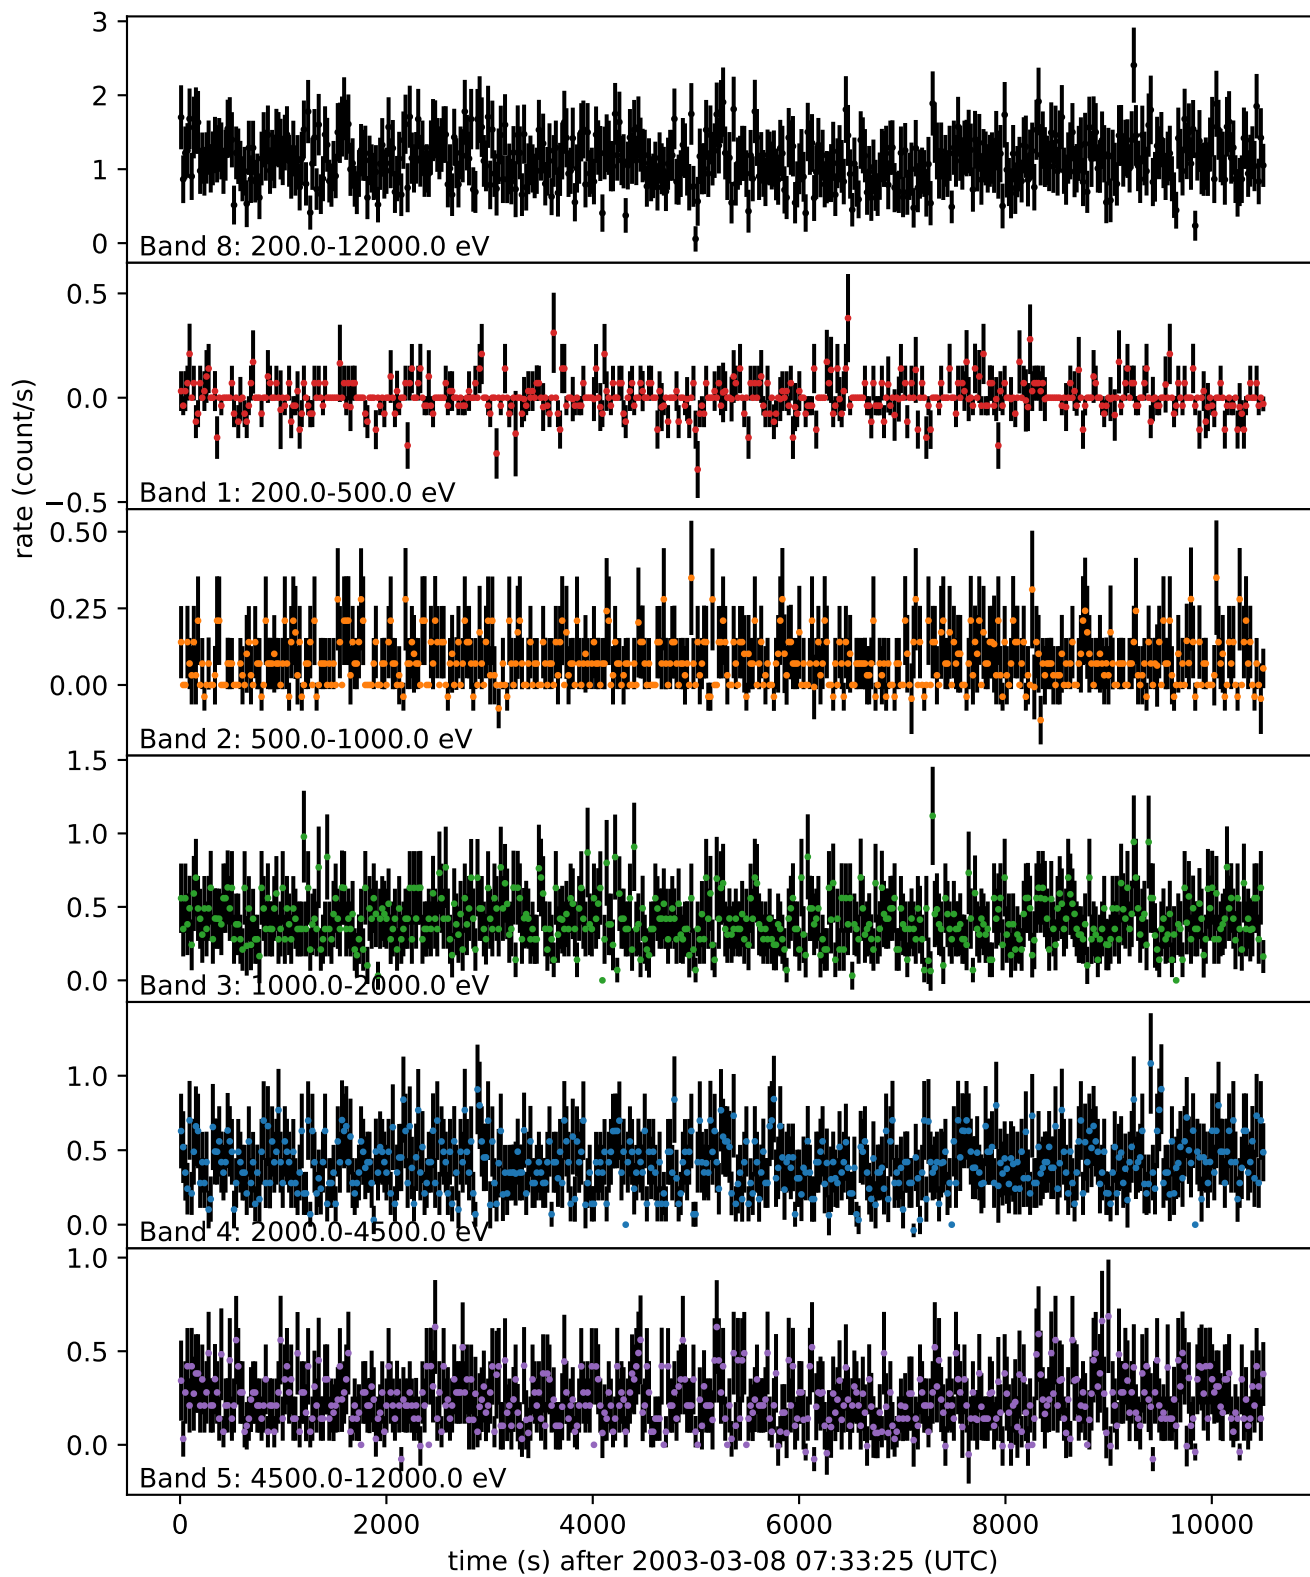 3
2
1
0
Band 8: 200.0-12000.0 eV
0.5
0.0
−0.5
Band 1: 200.0-500.0 eV
rate (count/s)
0.50
0.25
0.00
Band 2: 500.0-1000.0 eV
1.5
1.0
0.5
0.0
Band 3: 1000.0-2000.0 eV
1.0
0.5
0.0
Band 4: 2000.0-4500.0 eV
1.0
0.5
0.0
Band 5: 4500.0-12000.0 eV
0 2000 4000 6000 8000 10000
time (s) after 2003-03-08 07:33:25 (UTC)